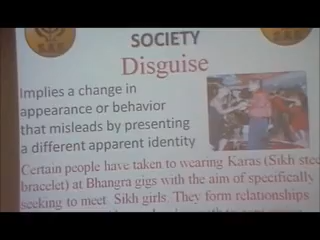 SOCIETY
Disguise
Implies a change in
appearance or behavior
that misleads by presenting
a different apparent identity
Certain people have taken to wearing Karas (Sikh stee
bracelet) at Bhangra gigs with the aim of specifically
seeking to meet Sikh girls. They form relationships